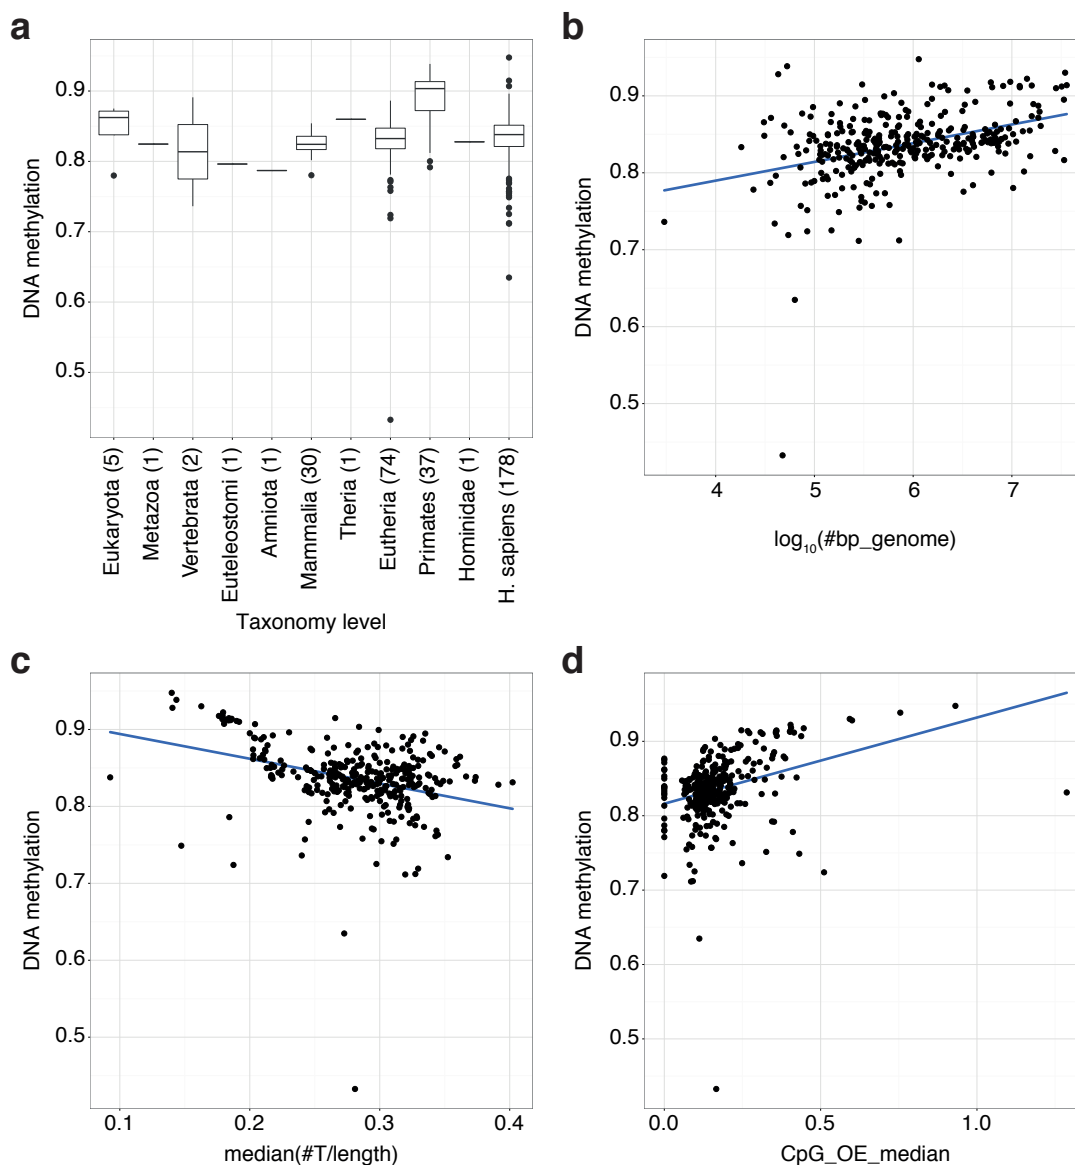 a
0.9
0.8
0.7
0.6
0.5
DNA methylation
Eukaryota (5)
Metazoa (1)
Vertebrata (2)
Euteleostomi (1)
Amniota (1)
Mammalia (30)
Theria (1)
Eutheria (74)
Primates (37)
Hominidae (1)
H. sapiens (178)
Taxonomy level
b
0.9
0.8
0.7
0.6
0.5
DNA methylation
4 5 6 7
log10(#bp_genome)
c
0.9
0.8
0.7
0.6
0.5
DNA methylation
0.1 0.2 0.3 0.4
median(#T/length)
d
0.9
0.8
0.7
0.6
0.5
DNA methylation
0.0 0.5 1.0
CpG_OE_median